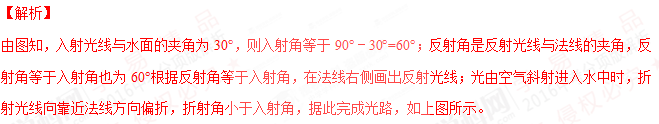 【解析】
由图知，入射光线与水面的夹角为 30°，则入射角等于 90°﹣30°=60°；反射角是反射光线与法线的夹角，反
射角等于入射角也为 60°根据反射角等于入射角，在法线右侧画出反射光线；光由空气斜射进入水中时，折
射光线向靠近法线方向偏折，折射角小于入射角，据此完成光路，如上图所示。